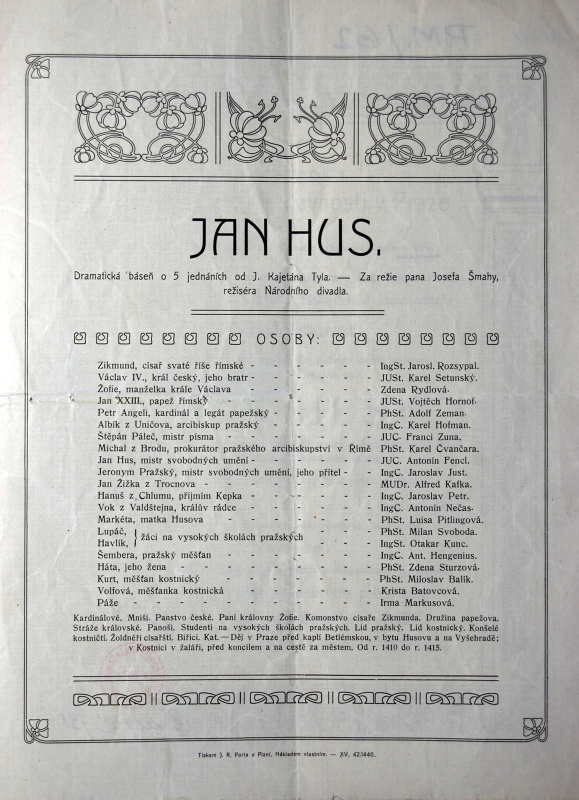 JAN HUS.
Dramatická báseň o 5 jednáních od J. Kajetána Tyla. — Za režie pana Josefa Šmahy,
režiséra Národního divadla.
OSOBY:
Zikmund, císař svaté říše římské - - - - - - IngSt. Jarosl. Rozsypal.
Václav IV., král český, jeho bratr - - - - - - JUSt. Karel Setunský.
Žofie, manželka krále Václava - - - - - - Zdena Rydlová.
Jan XXIII., papež římský - - - - - - JUSt. Vojtěch Hornof.
Petr Angeli, kardinál a legát papežský - - - - - PhSt. Adolf Zeman.
Albík z Uničova, arcibiskup pražský - - - - - IngC. Karel Hofman.
Štěpán Páleč, mistr písma - - - - - - JUC. Franci Zuna.
Michal z Brodu, prokurátor pražského arcibiskupství v Římě PhSt. Karel Čvančara.
Jan Hus, mistr svobodných umění - - - - - - JUC. Antonín Fencl.
Jeronym Pražský, mistr svobodných umění, jeho přítel - - IngC. Jaroslav Just.
Jan Žižka z Trocnova - - - - - - MUDr. Alfred Kafka.
Hanuš z Chlumu, příjmím Kepka - - - - - - IngC. Jaroslav Petr.
Vok z Valdštejna, králův rádce - - - - - - IngC. Antonín Nečas.
Markéta, matka Husova - - - - - - PhSt. Luisa Pitlingová.
Lupáč, } žáci na vysokých školách pražských - - - - PhSt. Milan Svoboda.
Havlík, } IngSt. Otakar Kunc.
Šembera, pražský měšťan - - - - - - IngC. Ant. Hengenius.
Háta, jeho žena - - - - - - PhSt. Zdena Sturzová.
Kurt, měšťan kostnický - - - - - - PhSt. Miloslav Balík.
Volfová, měšťanka kostnická - - - - - - Krista Batovcová.
Páže - - - - - - Irma Markusová.
Kardinálové. Mniši. Panstvo české. Paní královny Žofie. Komonstvo císaře Zikmunda. Družina papežova.
Stráže královské. Panoši. Studenti na vysokých školách pražských. Lid pražský. Lid kostnický. Konšelé
kostničtí. Žoldnéři císařští. Biřici. Kat. — Děj v Praze před kaplí Betlémskou, v bytu Husovu a na Vyšehradě;
v Kostnici v žaláři, před koncilem a na cestě za městem. Od r. 1410 do r. 1415.
Tiskem J. R. Porta v Plzni, Nákladem vlastním. — XV, 423/446.